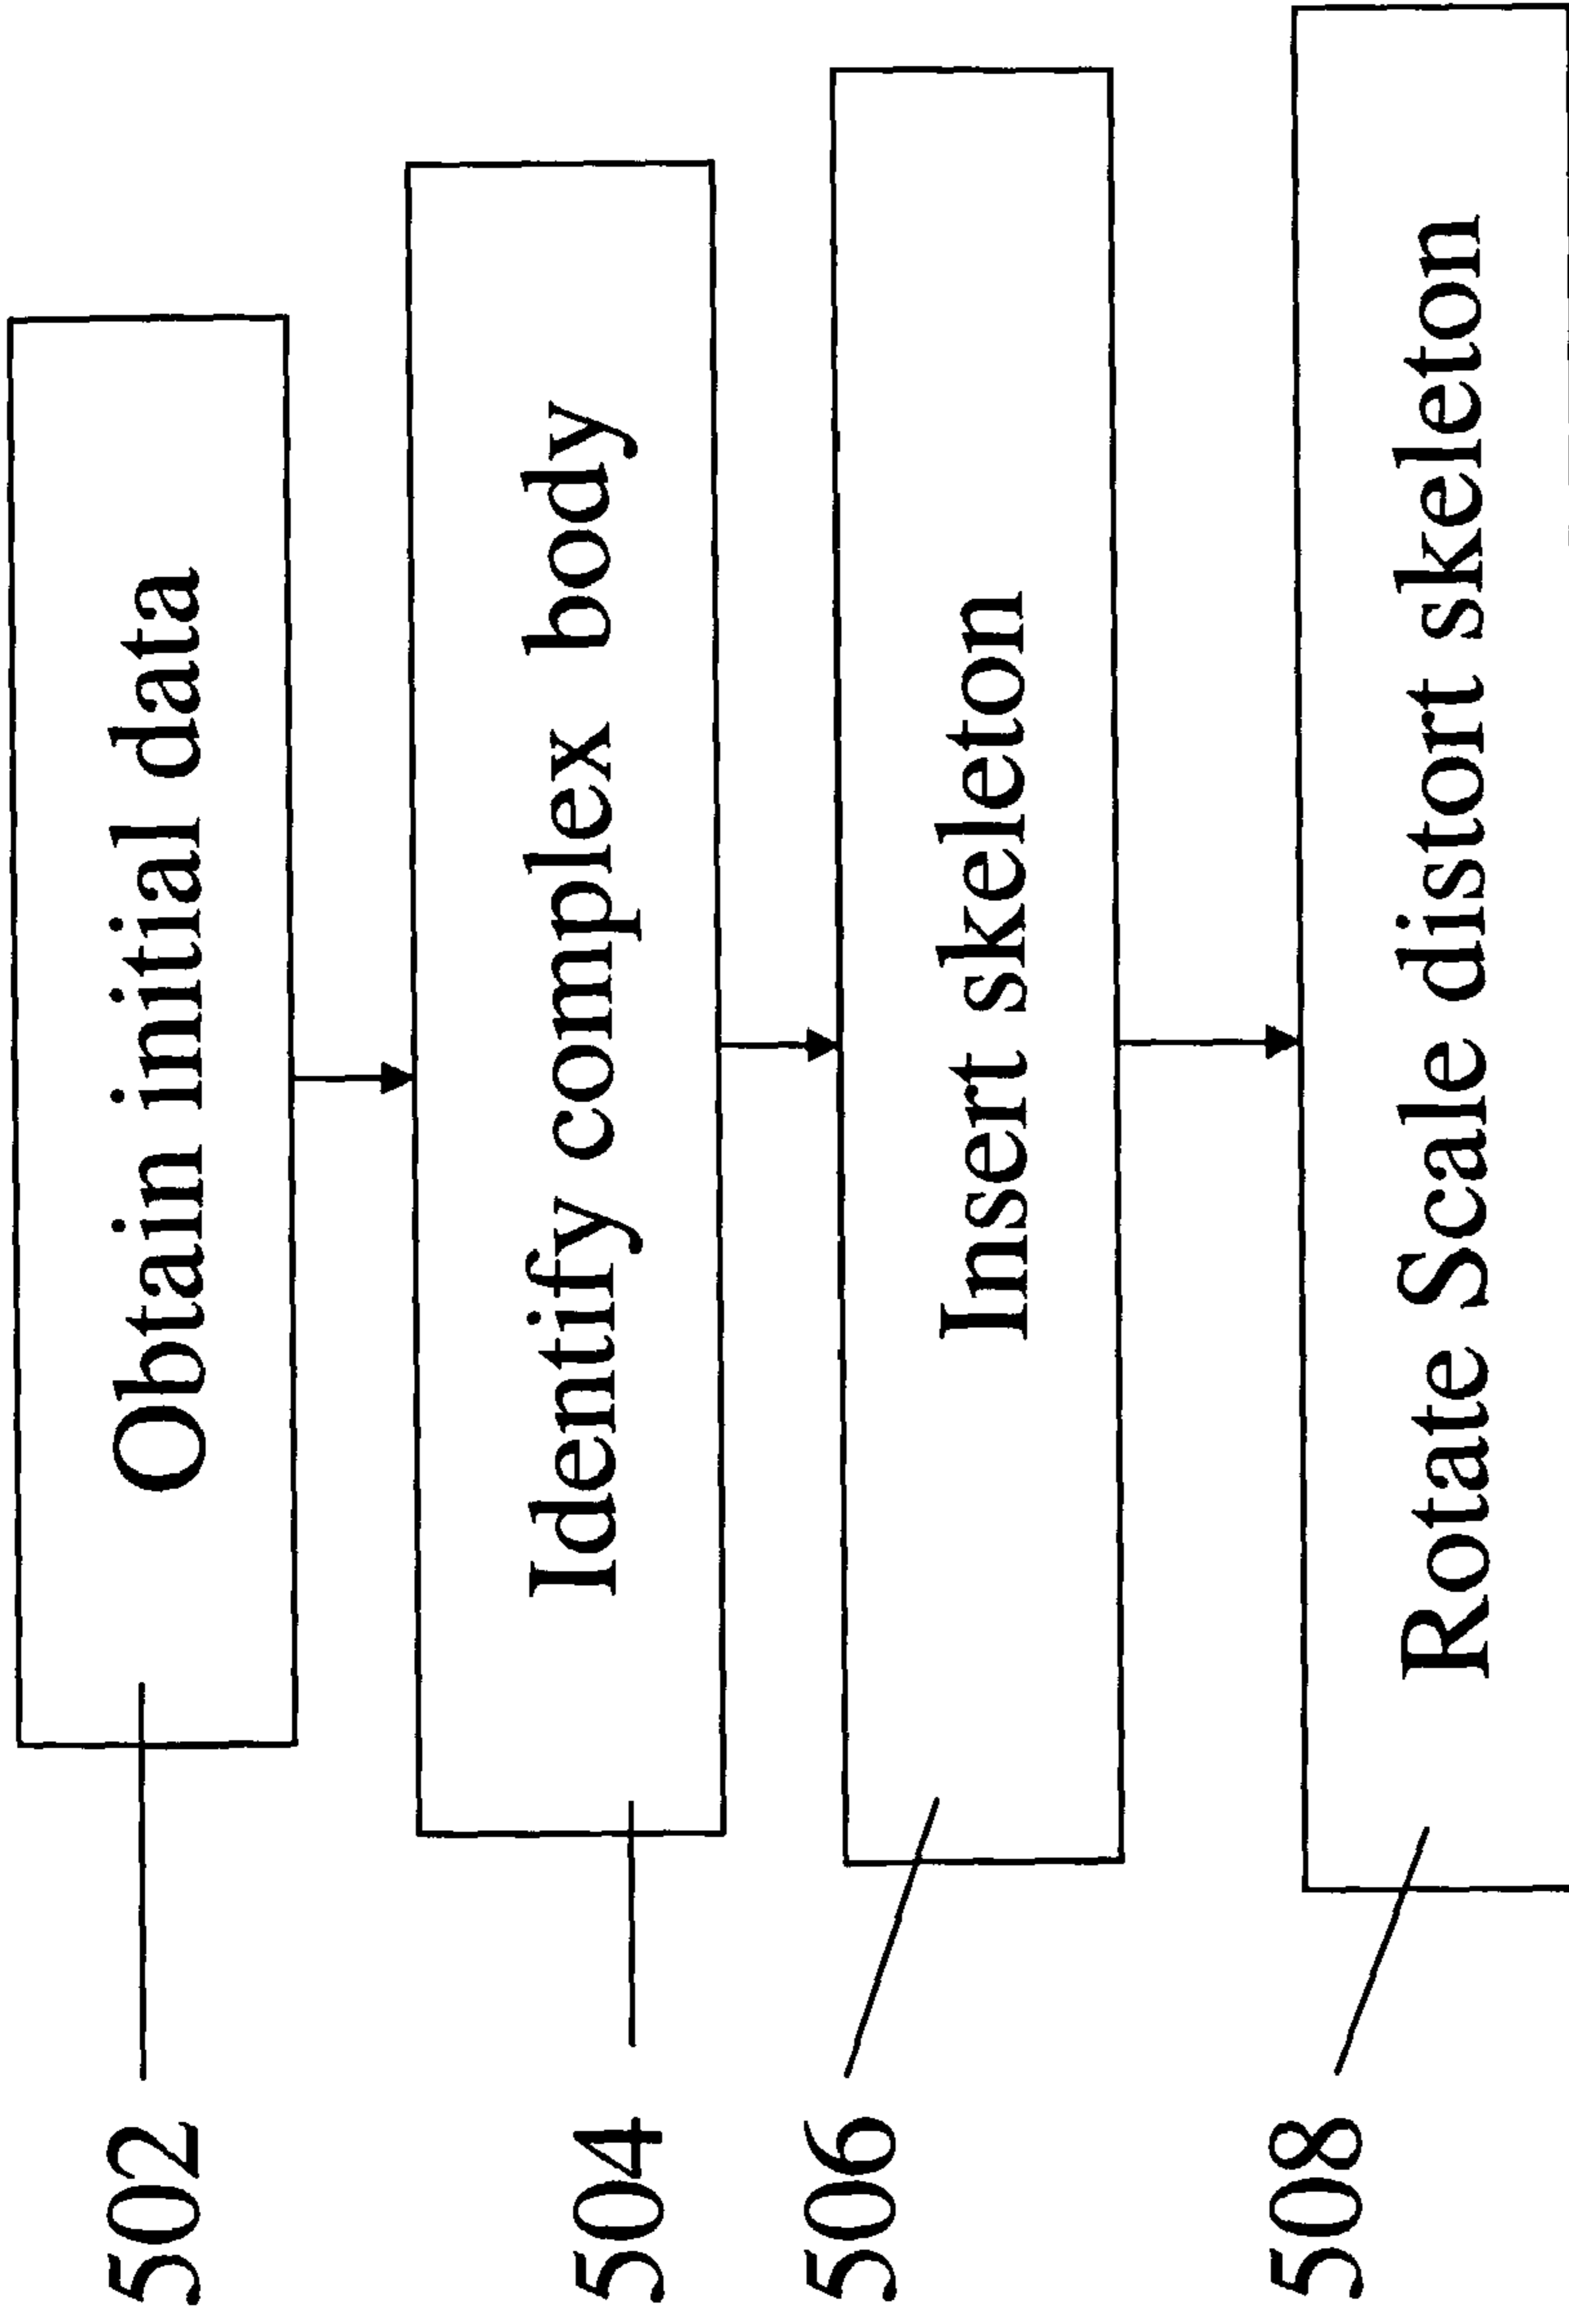 502
Obtain initial data
504
Identify complex body
506
Insert skeleton
508
Rotate Scale distort skeleton